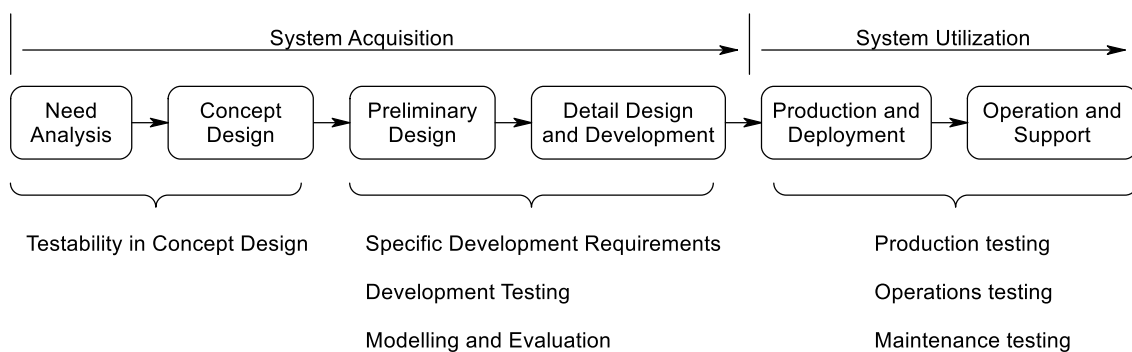 System Acquisition
System Utilization
Need
Analysis
Concept
Design
Preliminary
Design
Detail Design
and Development
Production and
Deployment
Operation and
Support
Testability in Concept Design
Specific Development Requirements
Development Testing
Modelling and Evaluation
Production testing
Operations testing
Maintenance testing